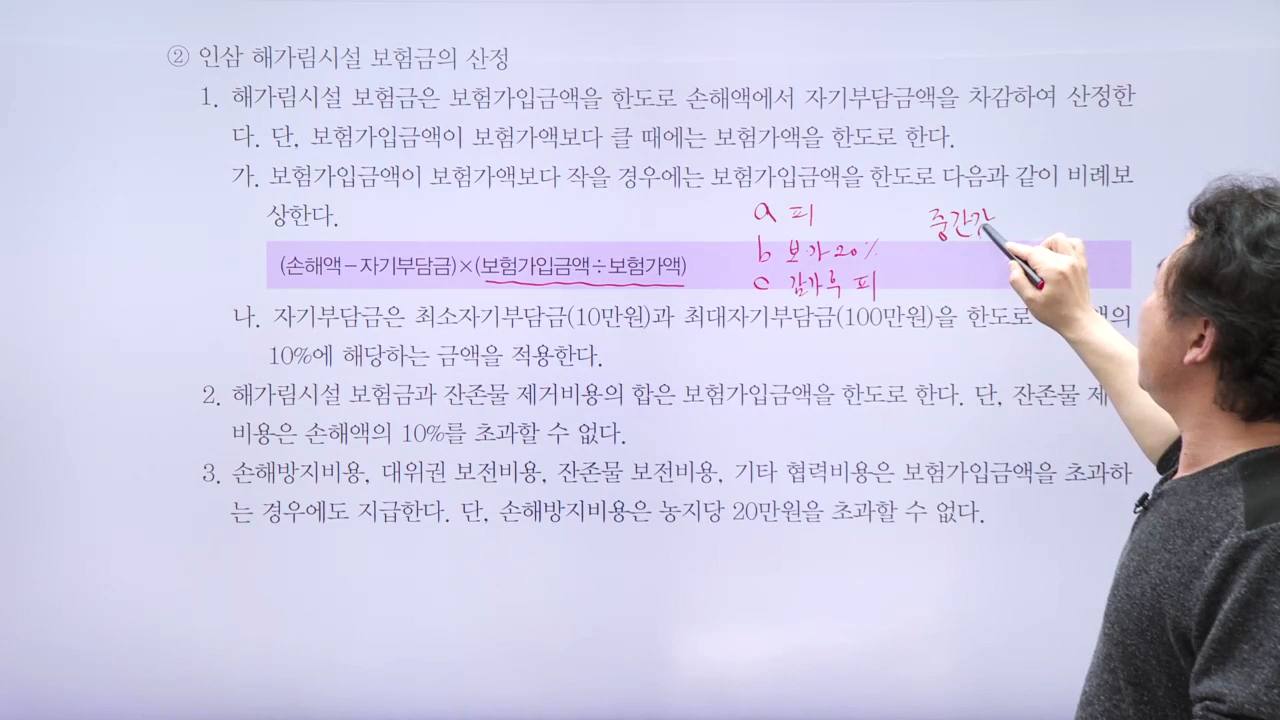 ② 인삼 해가림시설 보험금의 산정
1. 해가림시설 보험금은 보험가입금액을 한도로 손해액에서 자기부담금액을 차감하여 산정한
다. 단, 보험가입금액이 보험가액보다 클 때에는 보험가액을 한도로 한다.
가. 보험가입금액이 보험가액보다 작을 경우에는 보험가입금액을 한도로 다음과 같이 비례보
상한다.
a 피
중간값
b 보가20%
(손해액-자기부담금)×(보험가입금액÷보험가액)
c 감가후 피
나. 자기부담금은 최소자기부담금(10만원)과 최대자기부담금(100만원)을 한도로 의
10%에 해당하는 금액을 적용한다.
2. 해가림시설 보험금과 잔존물 제거비용의 합은 보험가입금액을 한도로 한다. 단, 잔존물 제
비용은 손해액의 10%를 초과할 수 없다.
3. 손해방지비용, 대위권 보전비용, 잔존물 보전비용, 기타 협력비용은 보험가입금액을 초과하
는 경우에도 지급한다. 단, 손해방지비용은 농지당 20만원을 초과할 수 없다.